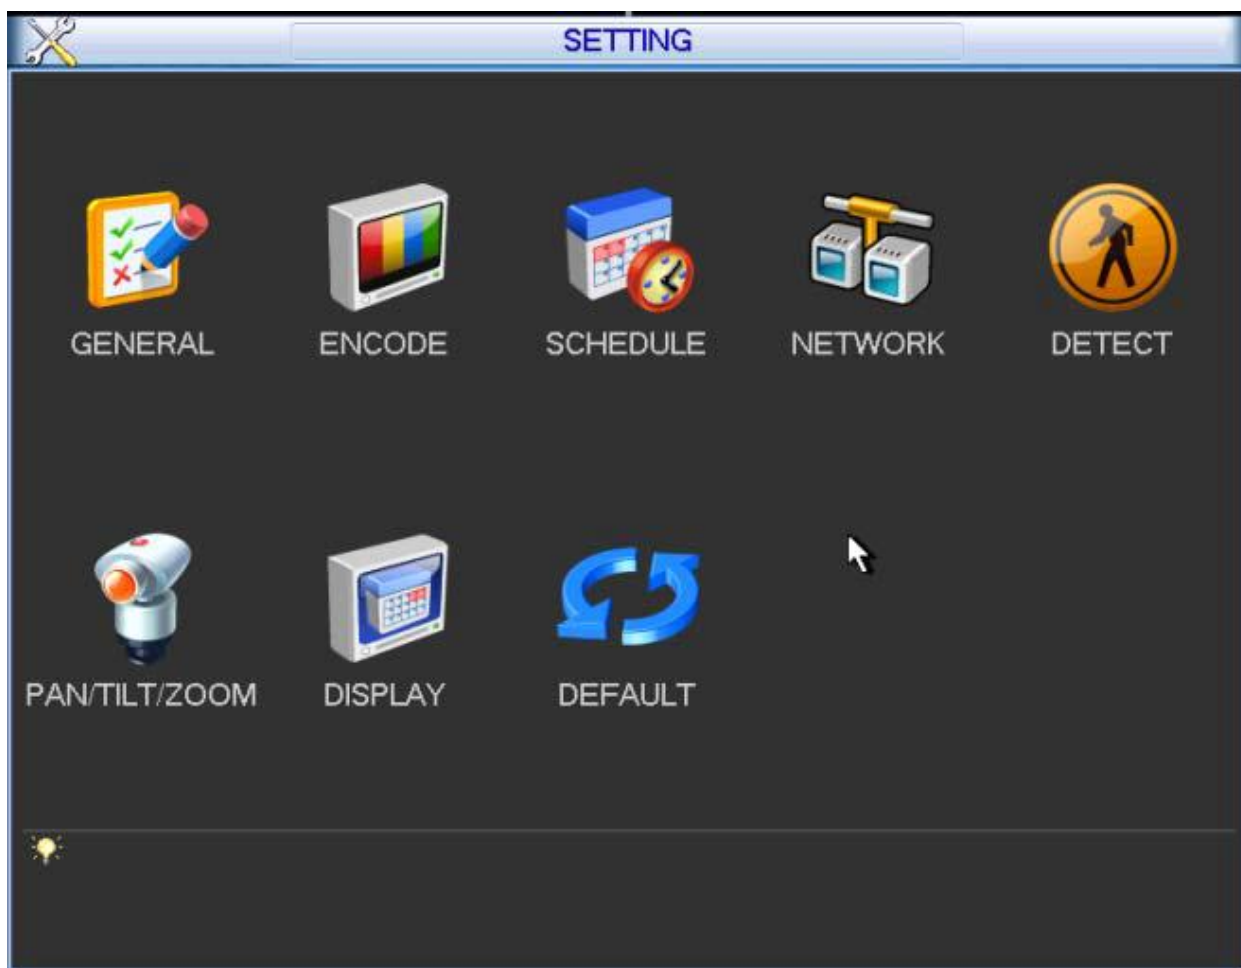 SETTING
GENERAL ENCODE SCHEDULE NETWORK DETECT
PAN/TILT/ZOOM DISPLAY DEFAULT